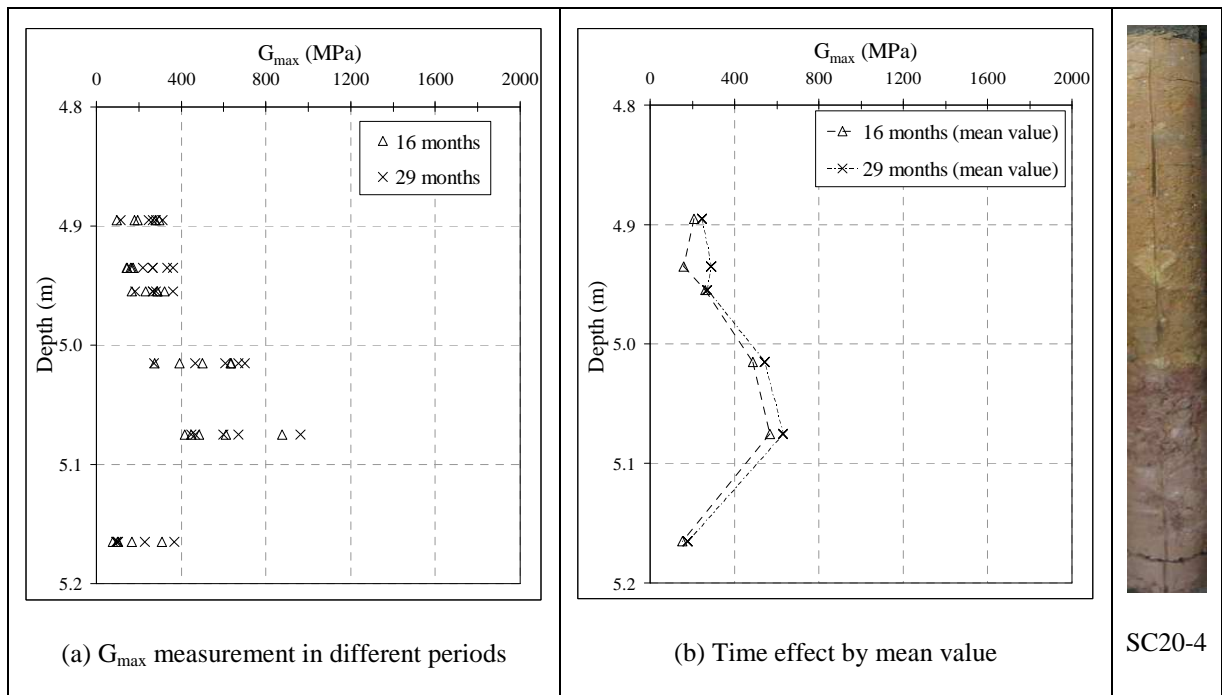 G_max (MPa)
0 400 800 1200 1600 2000
4.8
4.9
5.0
5.1
5.2
Depth (m)
△ 16 months
× 29 months
(a) G_max measurement in different periods
G_max (MPa)
0 400 800 1200 1600 2000
4.8
4.9
5.0
5.1
5.2
Depth (m)
16 months (mean value)
29 months (mean value)
(b) Time effect by mean value
SC20-4